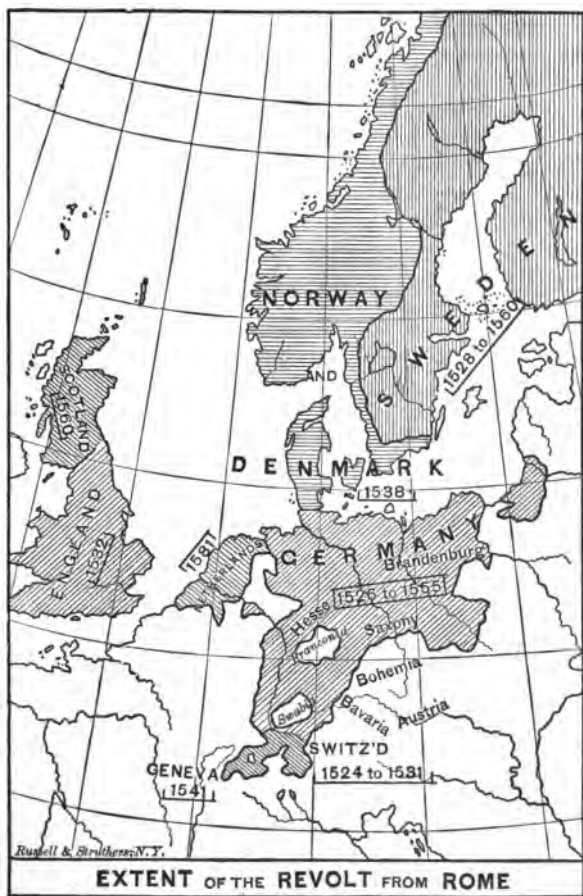 NORWAY
AND
DENMARK
1538
SWEDEN
1528 to 1560
SCOTLAND
1560
ENGLAND
1532
1581
NETHERLANDS
GERMANY
Brandenburg
1526 to 1555
Hesse
Saxony
Franconia
Bohemia
Swabia
Bavaria
Austria
SWITZ'D
1524 to 1531
GENEVA
1541
Russell & Struthers, N.Y.
EXTENT OF THE REVOLT FROM ROME